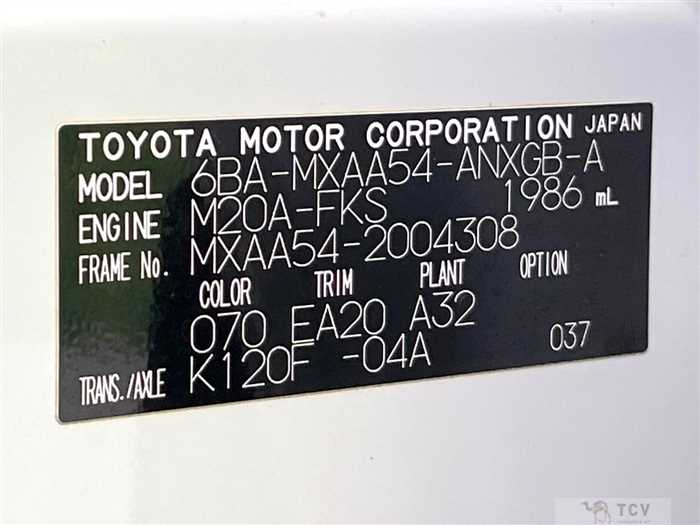 TOYOTA MOTOR CORPORATION JAPAN
MODEL 6BA-MXAA54-ANXGB-A
ENGINE M20A-FKS 1986 mL
FRAME No. MXAA54-2004308
COLOR TRIM PLANT OPTION
070 EA20 A32
TRANS./AXLE K120F -04A 037
TCV